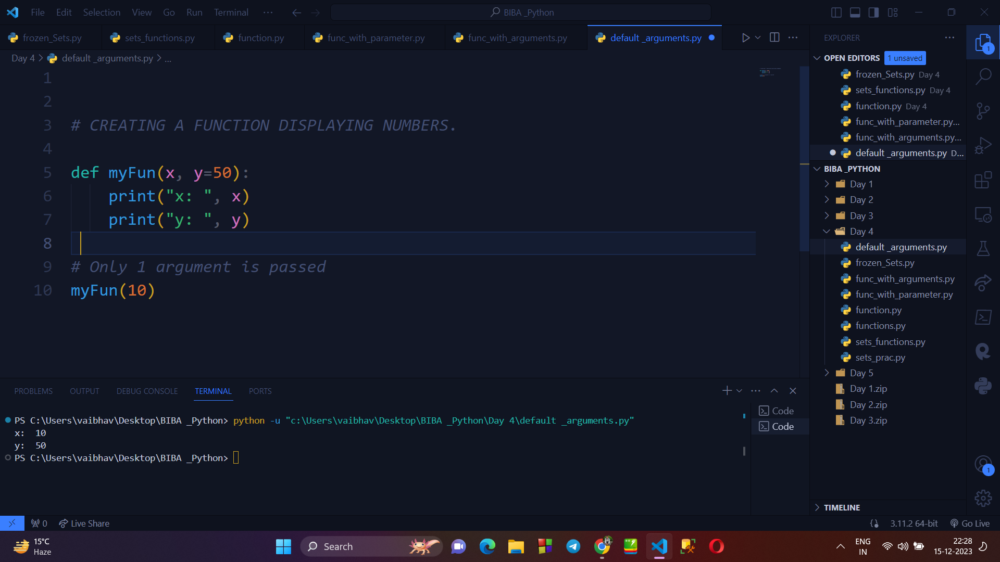 File Edit Selection View Go Run Terminal ··· BIBA _Python
frozen_Sets.py sets_functions.py function.py func_with_parameter.py func_with_arguments.py default _arguments.py
Day 4 > default _arguments.py > ...
1
2
3 # CREATING A FUNCTION DISPLAYING NUMBERS.
4
5 def myFun(x, y=50):
6 print("x: ", x)
7 print("y: ", y)
8
9 # Only 1 argument is passed
10 myFun(10)
PROBLEMS OUTPUT DEBUG CONSOLE TERMINAL PORTS
PS C:\Users\vaibhav\Desktop\BIBA _Python> python -u "c:\Users\vaibhav\Desktop\BIBA _Python\Day 4\default _arguments.py"
x:  10
y:  50
PS C:\Users\vaibhav\Desktop\BIBA _Python>
Code
Code
EXPLORER
OPEN EDITORS 1 unsaved
frozen_Sets.py Day 4
sets_functions.py Day 4
function.py Day 4
func_with_parameter.py...
func_with_arguments.py...
default _arguments.py D...
BIBA _PYTHON
Day 1
Day 2
Day 3
Day 4
default _arguments.py
frozen_Sets.py
func_with_arguments.py
func_with_parameter.py
function.py
functions.py
sets_functions.py
sets_prac.py
Day 5
Day 1.zip
Day 2.zip
Day 3.zip
TIMELINE
1
1
0 Live Share 3.11.2 64-bit Go Live
15°C
Haze
Search
ENG
IN
22:28
15-12-2023